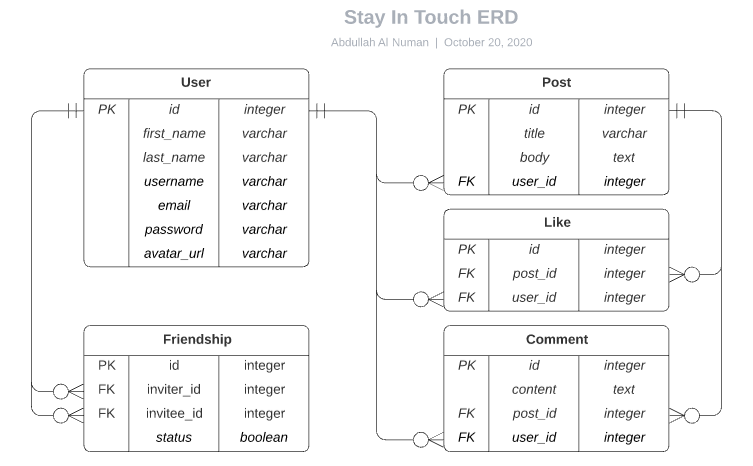 Stay In Touch ERD
Abdullah Al Numan | October 20, 2020
User
PK id integer
first_name varchar
last_name varchar
username varchar
email varchar
password varchar
avatar_url varchar
Friendship
PK id integer
FK inviter_id integer
FK invitee_id integer
status boolean
Post
PK id integer
title varchar
body text
FK user_id integer
Like
PK id integer
FK post_id integer
FK user_id integer
Comment
PK id integer
content text
FK post_id integer
FK user_id integer